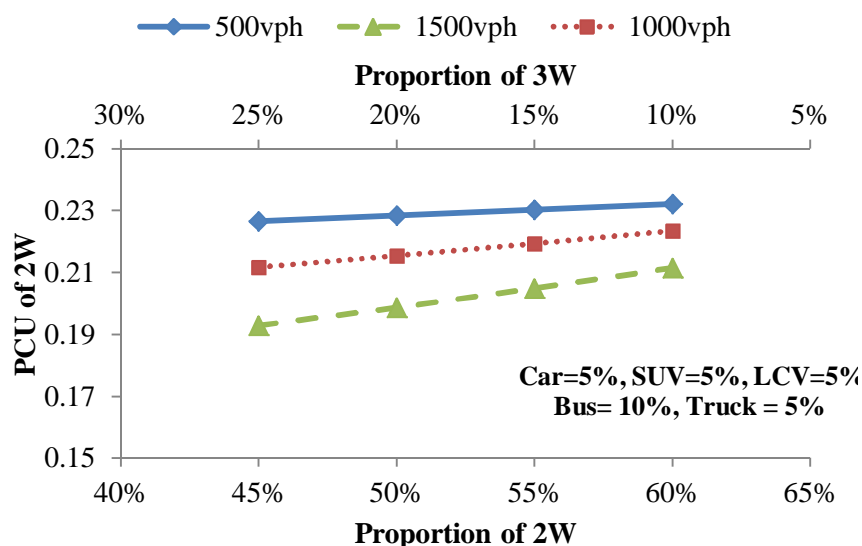 500vph 1500vph 1000vph
Proportion of 3W
30% 25% 20% 15% 10% 5%
0.25
0.23
0.21
0.19
0.17
0.15
PCU of 2W
Car=5%, SUV=5%, LCV=5%
Bus= 10%, Truck = 5%
40% 45% 50% 55% 60% 65%
Proportion of 2W